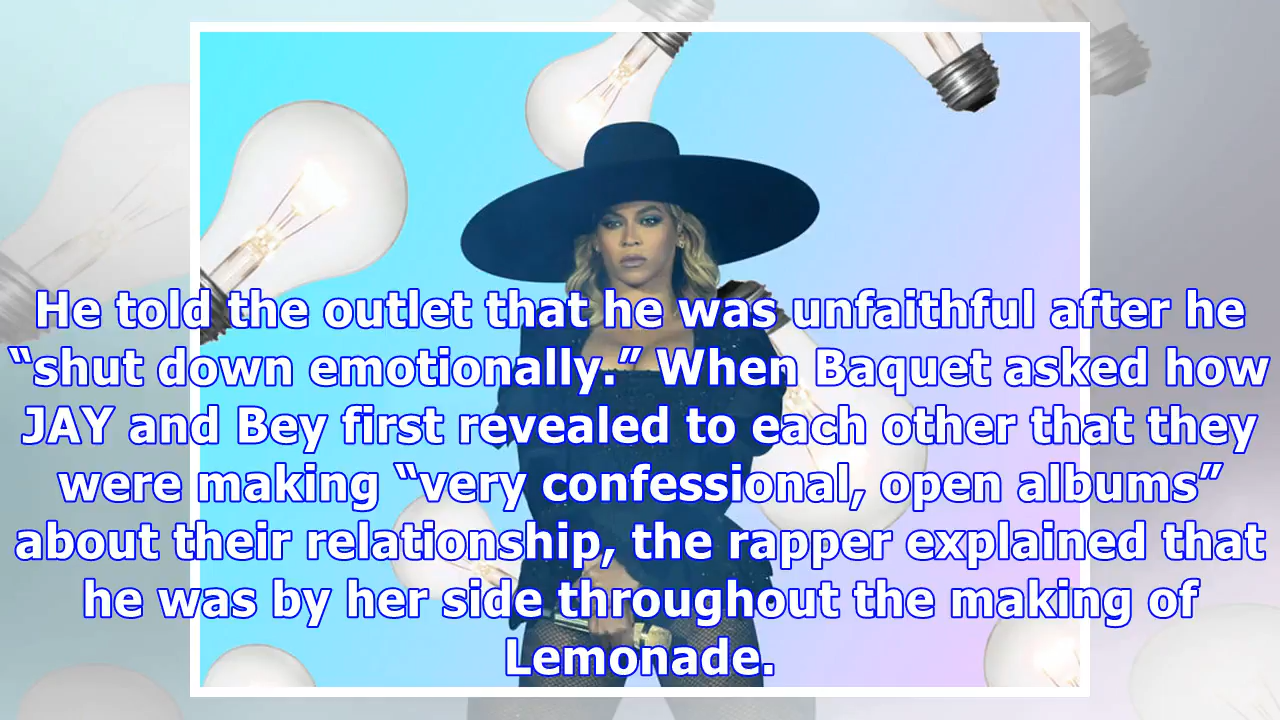 He told the outlet that he was unfaithful after he
“shut down emotionally.” When Baquet asked how
JAY and Bey first revealed to each other that they
were making “very confessional, open albums”
about their relationship, the rapper explained that
he was by her side throughout the making of
Lemonade.